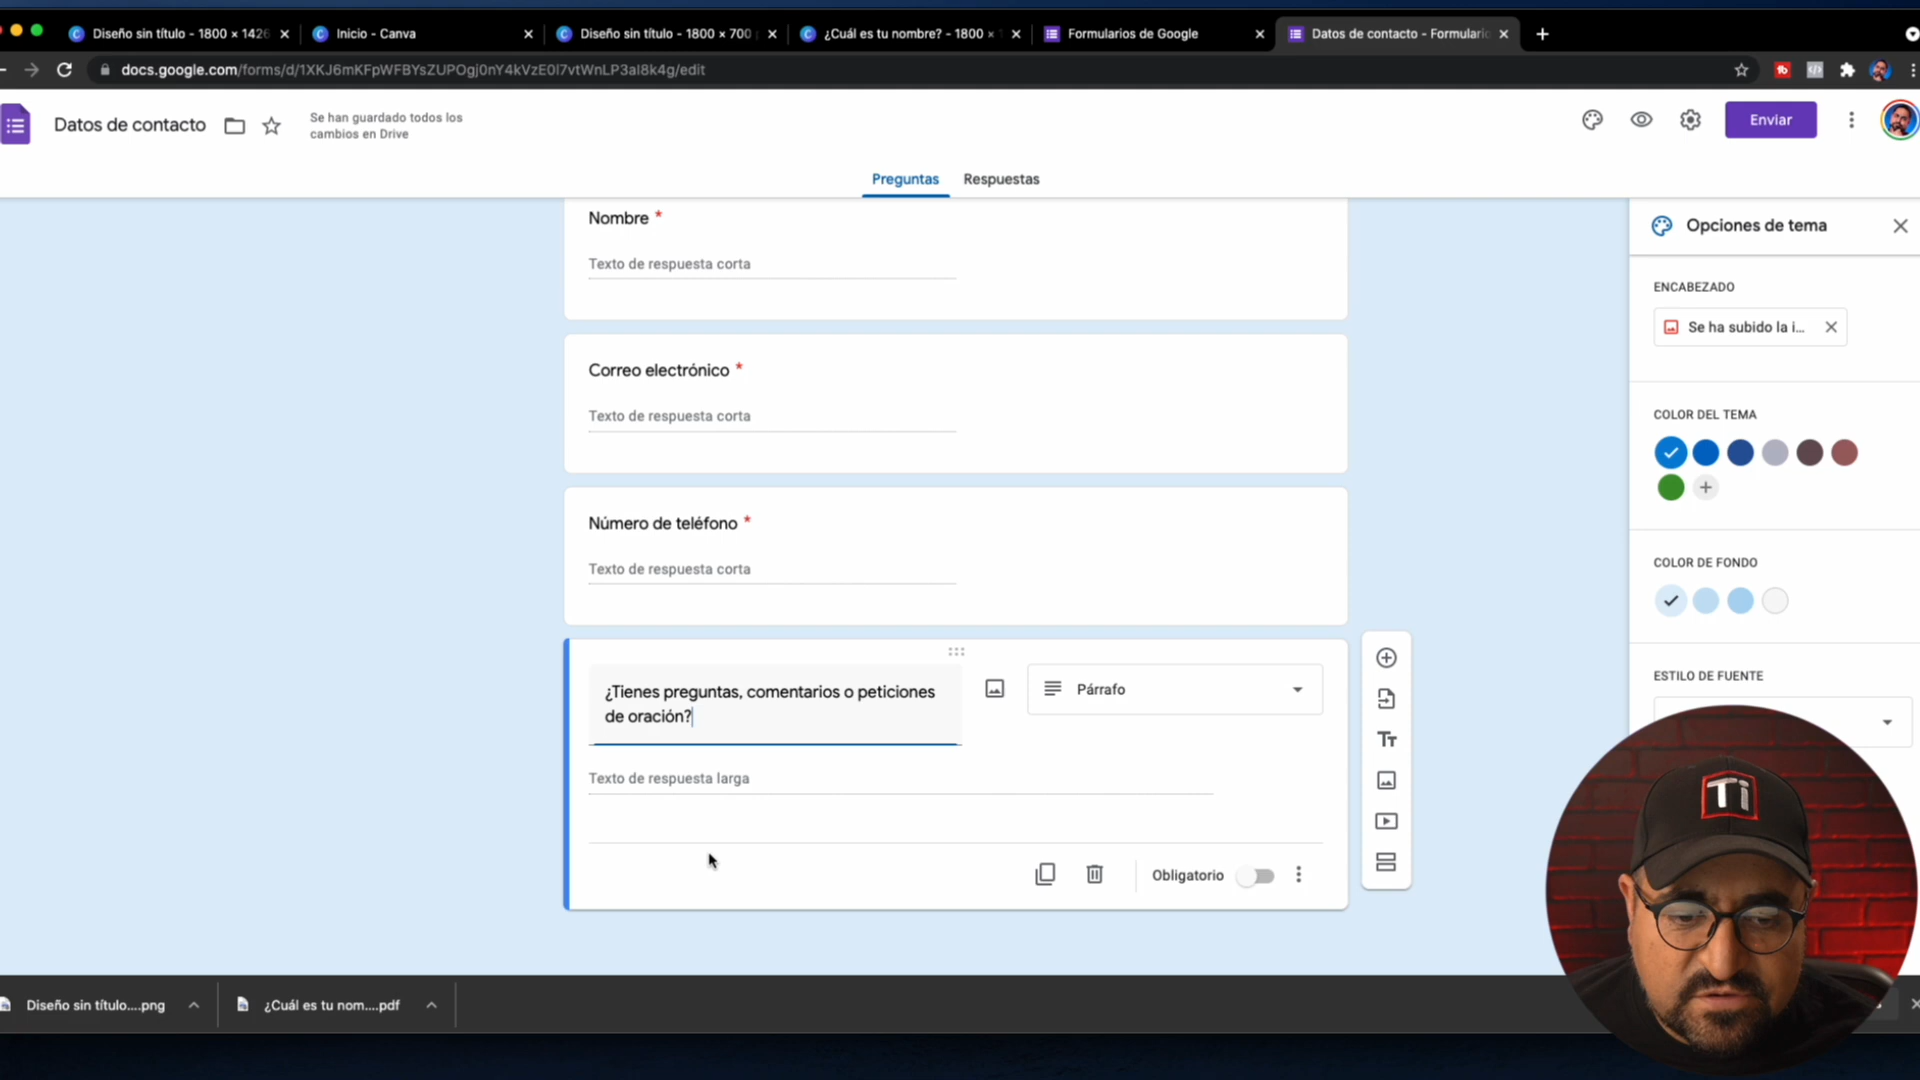 Diseño sin título - 1800 × 1426
Inicio - Canva
Diseño sin título - 1800 × 700
¿Cuál es tu nombre? - 1800 × 1
Formularios de Google
Datos de contacto - Formulario
docs.google.com/forms/d/1XKJ6mKFpWFBYsZUPOgj0nY4kVzE0l7vtWnLP3al8k4g/edit
Datos de contacto
Se han guardado todos los
cambios en Drive
Enviar
Preguntas
Respuestas
Nombre *
Texto de respuesta corta
Correo electrónico *
Texto de respuesta corta
Número de teléfono *
Texto de respuesta corta
¿Tienes preguntas, comentarios o peticiones
de oración?
Párrafo
Texto de respuesta larga
Obligatorio
Tt
Opciones de tema
ENCABEZADO
Se ha subido la i...
COLOR DEL TEMA
COLOR DE FONDO
ESTILO DE FUENTE
Ti
Diseño sin título....png
¿Cuál es tu nom....pdf